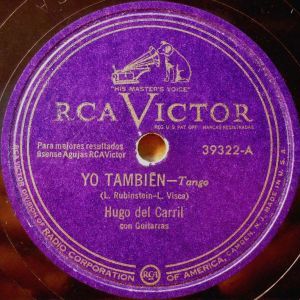 "HIS MASTER'S VOICE"
RCA VICTOR
REG. U.S. PAT. OFF. MARCAS REGISTRADAS
Para mejores resultados
úsense Agujas RCA Victor
39322-A
YO TAMBIÉN—Tango
(L. Rubinstein-L. Visca)
Hugo del Carril
con Guitarras
RCA VICTOR DIVISION OF RADIO CORPORATION OF AMERICA, CAMDEN, N.J. MADE IN U.S.A.
RCA